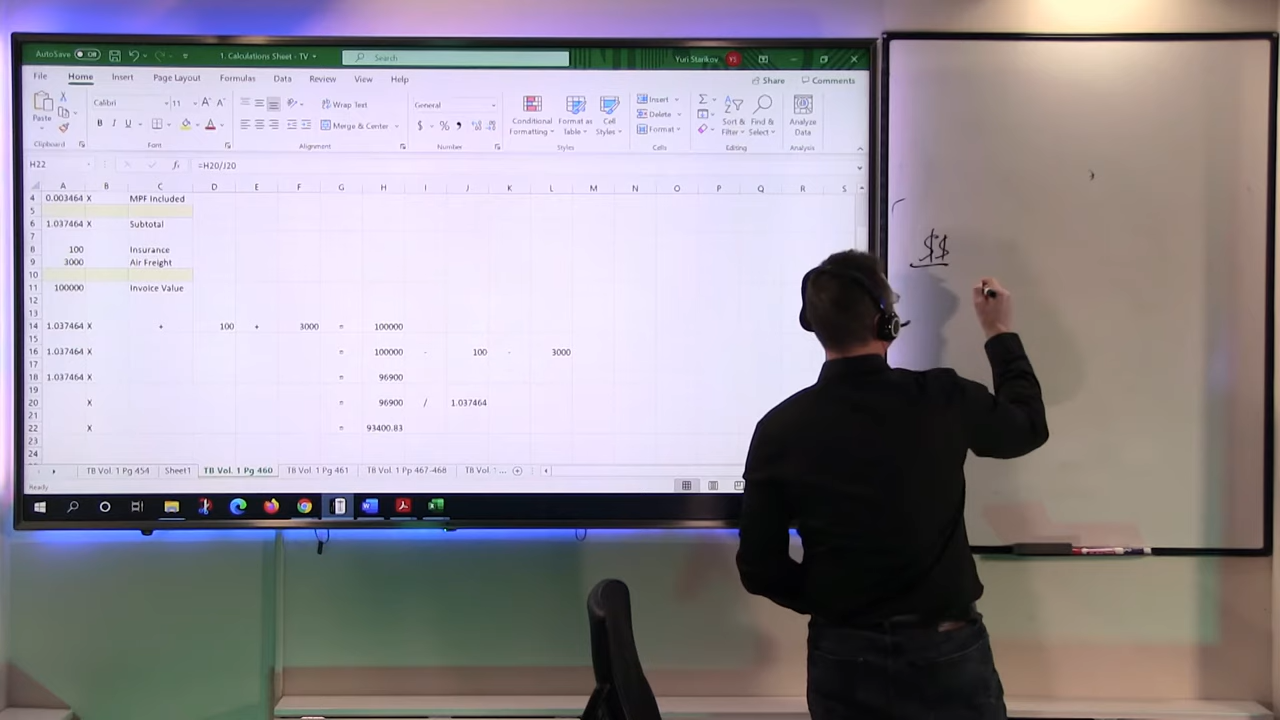 AutoSave Off 1. Calculations Sheet - TV Search Yuri Starikov YS
File Home Insert Page Layout Formulas Data Review View Help Share Comments
Paste Calibri 11 A A Wrap Text General Insert Conditional Formatting Format as Table Cell Styles Delete Sort & Filter Find & Select Analyze Data
B I U A Merge & Center $ % , Format
Clipboard Font Alignment Number Styles Cells Editing Analysis
H22 fx =H20/J20
A B C D E F G H I J K L M N O P Q R S
4 0.003464 X MPF Included
5
6 1.037464 X Subtotal
7
8 100 Insurance
9 3000 Air Freight
10
11 100000 Invoice Value
12
13
14 1.037464 X + 100 + 3000 = 100000
15
16 1.037464 X = 100000 - 100 - 3000
17
18 1.037464 X = 96900
19
20 X = 96900 / 1.037464
21
22 X = 93400.83
23
24
TB Vol. 1 Pg 454 Sheet1 TB Vol. 1 Pg 460 TB Vol. 1 Pg 461 TB Vol. 1 Pp 467-468 TB Vol. 1 ...
Ready
$$